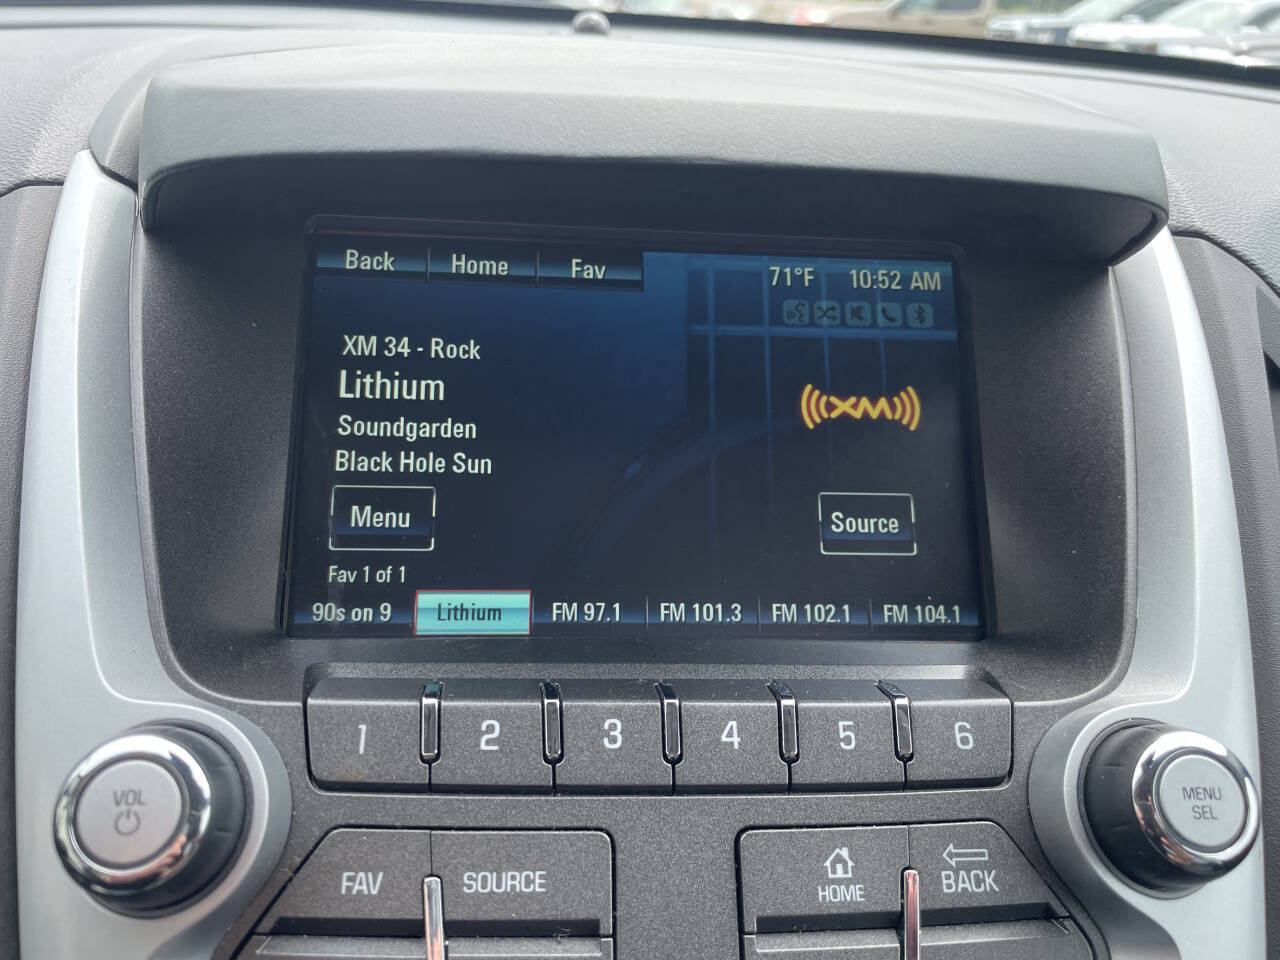 Back Home Fav 71°F 10:52 AM
XM 34 - Rock
Lithium
XM
Soundgarden
Black Hole Sun
Menu
Source
Fav 1 of 1
90s on 9 Lithium FM 97.1 FM 101.3 FM 102.1 FM 104.1
1 2 3 4 5 6
VOL
MENU
SEL
FAV SOURCE HOME BACK